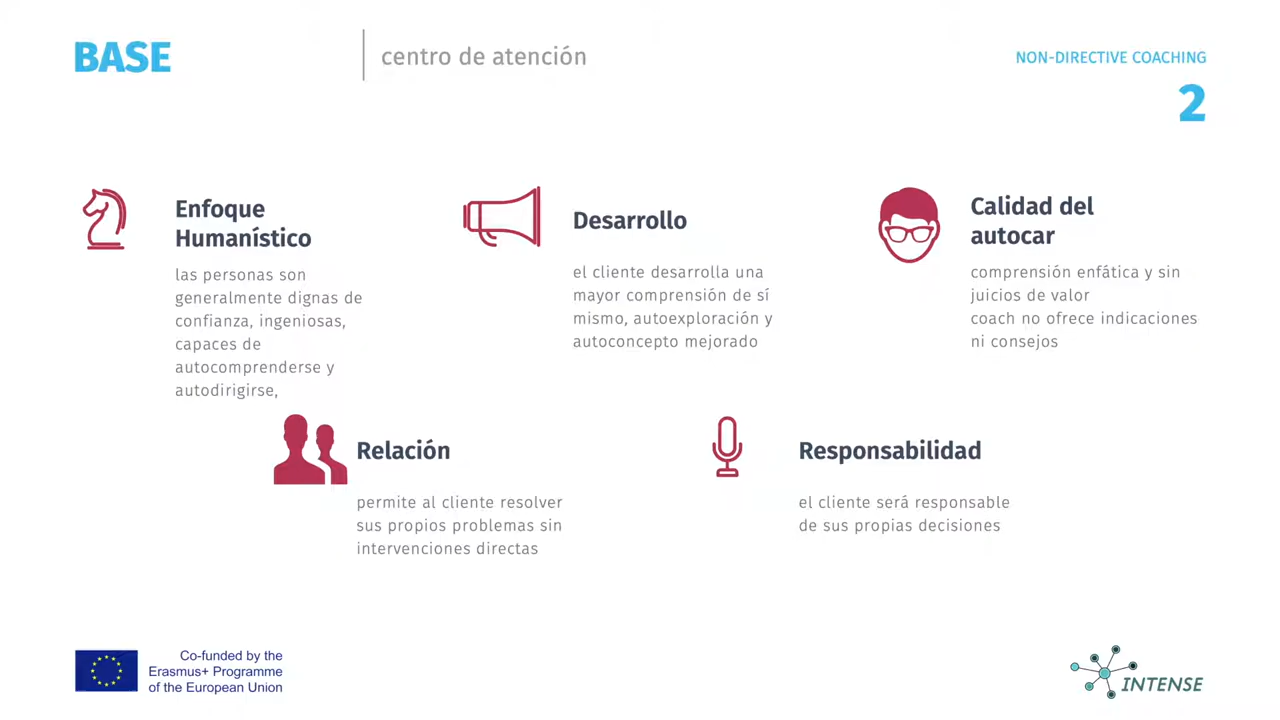 BASE
centro de atención
NON-DIRECTIVE COACHING
2
Enfoque
Humanístico
las personas son
generalmente dignas de
confianza, ingeniosas,
capaces de
autocomprenderse y
autodirigirse,
Desarrollo
el cliente desarrolla una
mayor comprensión de sí
mismo, autoexploración y
autoconcepto mejorado
Calidad del
autocar
comprensión enfática y sin
juicios de valor
coach no ofrece indicaciones
ni consejos
Relación
permite al cliente resolver
sus propios problemas sin
intervenciones directas
Responsabilidad
el cliente será responsable
de sus propias decisiones
Co-funded by the
Erasmus+ Programme
of the European Union
INTENSE